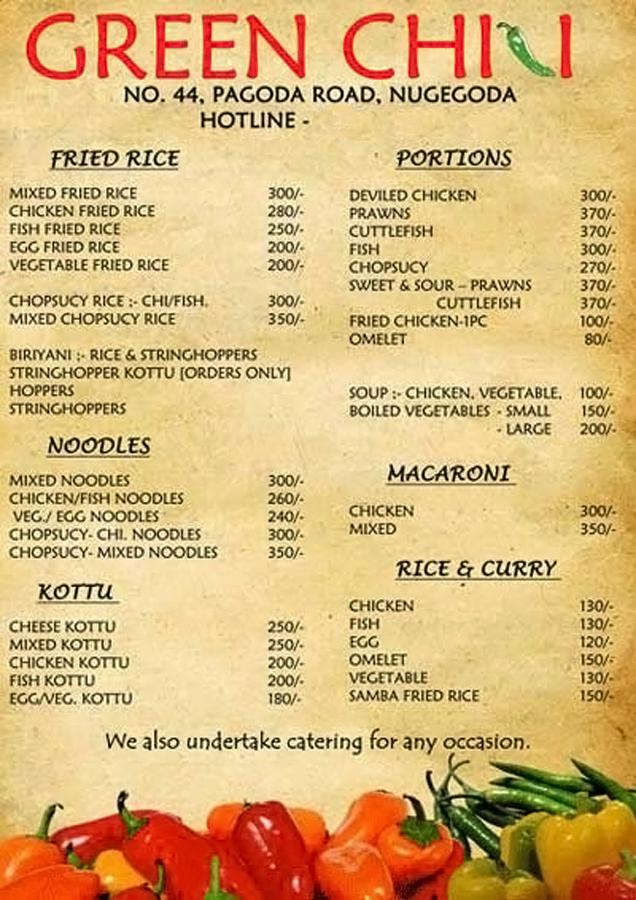 GREEN CHILI
NO. 44, PAGODA ROAD, NUGEGODA
HOTLINE -
FRIED RICE
MIXED FRIED RICE 300/-
CHICKEN FRIED RICE 280/-
FISH FRIED RICE 250/-
EGG FRIED RICE 200/-
VEGETABLE FRIED RICE 200/-
CHOPSUCY RICE :- CHI/FISH. 300/-
MIXED CHOPSUCY RICE 350/-
BIRIYANI :- RICE & STRINGHOPPERS
STRINGHOPPER KOTTU [ORDERS ONLY]
HOPPERS
STRINGHOPPERS
NOODLES
MIXED NOODLES 300/-
CHICKEN/FISH NOODLES 260/-
VEG./ EGG NOODLES 240/-
CHOPSUCY- CHI. NOODLES 300/-
CHOPSUCY- MIXED NOODLES 350/-
KOTTU
CHEESE KOTTU 250/-
MIXED KOTTU 250/-
CHICKEN KOTTU 200/-
FISH KOTTU 200/-
EGG/VEG. KOTTU 180/-
PORTIONS
DEVILED CHICKEN 300/-
PRAWNS 370/-
CUTTLEFISH 370/-
FISH 300/-
CHOPSUCY 270/-
SWEET & SOUR – PRAWNS 370/-
CUTTLEFISH 370/-
FRIED CHICKEN-1PC 100/-
OMELET 80/-
SOUP :- CHICKEN, VEGETABLE, 100/-
BOILED VEGETABLES - SMALL 150/-
- LARGE 200/-
MACARONI
CHICKEN 300/-
MIXED 350/-
RICE & CURRY
CHICKEN 130/-
FISH 130/-
EGG 120/-
OMELET 150/-
VEGETABLE 130/-
SAMBA FRIED RICE 150/-
We also undertake catering for any occasion.